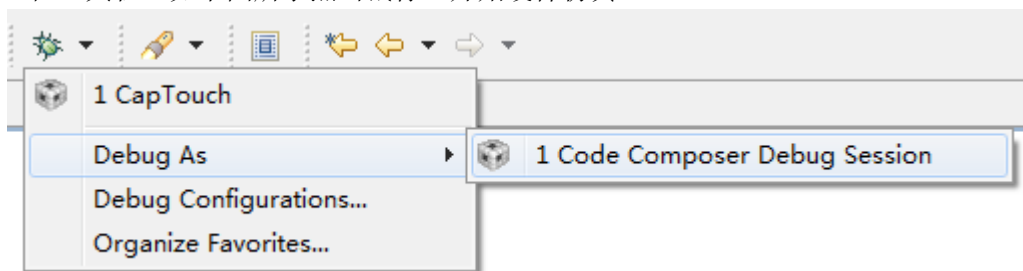 1 CapTouch
Debug As
1 Code Composer Debug Session
Debug Configurations...
Organize Favorites...